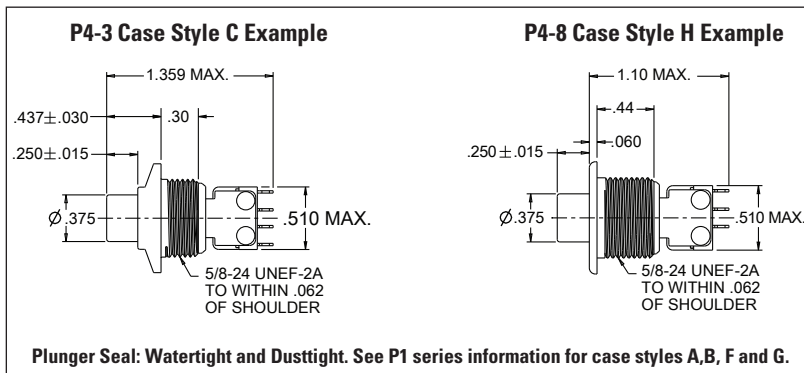 P4-3 Case Style C Example
1.359 MAX.
.437±.030
.30
.250±.015
Ø.375
.510 MAX.
5/8-24 UNEF-2A
TO WITHIN .062
OF SHOULDER
P4-8 Case Style H Example
1.10 MAX.
.44
.060
.250±.015
Ø.375
.510 MAX.
5/8-24 UNEF-2A
TO WITHIN .062
OF SHOULDER
Plunger Seal: Watertight and Dusttight. See P1 series information for case styles A,B, F and G.